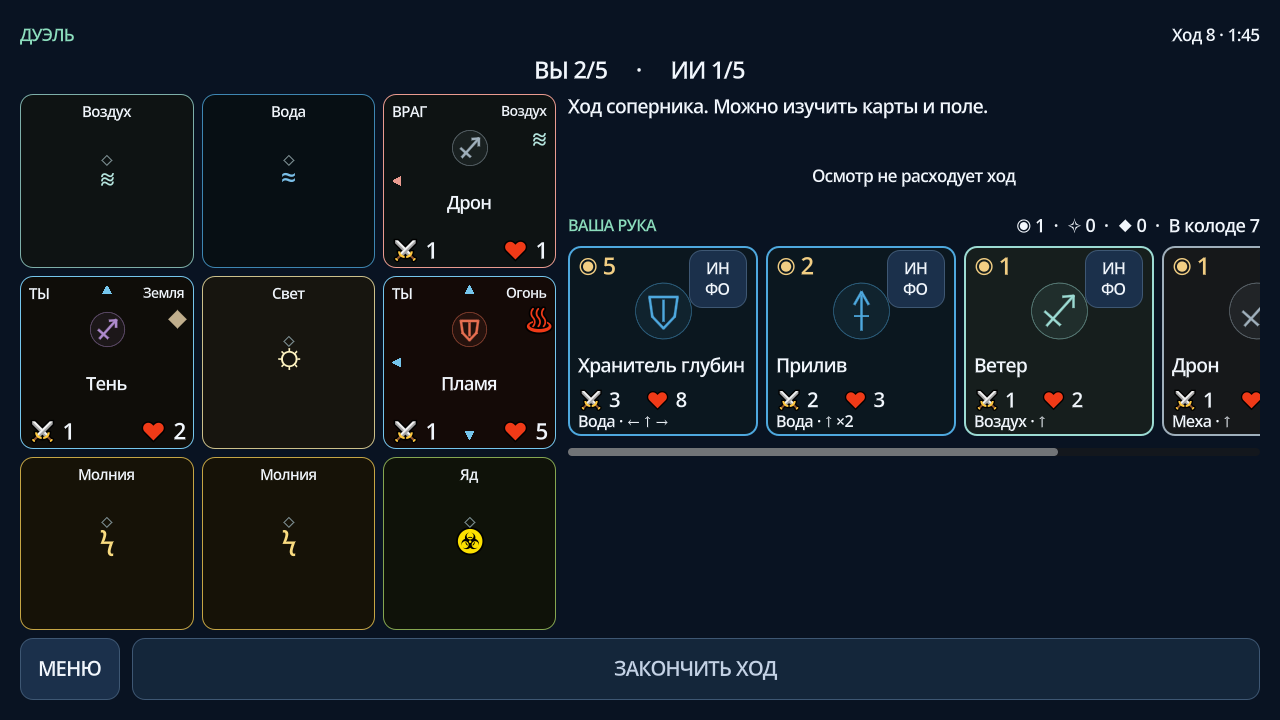 ДУЭЛЬ
Ход 8 · 1:45
ВЫ 2/5 · ИИ 1/5
Воздух
Вода
ВРАГ
Воздух
Дрон
1
1
ТЫ
Земля
Тень
1
2
Свет
ТЫ
Огонь
Пламя
1
5
Молния
Молния
Яд
Ход соперника. Можно изучить карты и поле.
Осмотр не расходует ход
ВАША РУКА
◉ 1 · ✧ 0 · ◆ 0 · В колоде 7
◉ 5
ИН
ФО
Хранитель глубин
3
8
Вода · ← ↑ →
◉ 2
ИН
ФО
Прилив
2
3
Вода · ↑ ×2
◉ 1
ИН
ФО
Ветер
1
2
Воздух · ↑
◉ 1
Дрон
1
Меха · ↑
МЕНЮ
ЗАКОНЧИТЬ ХОД